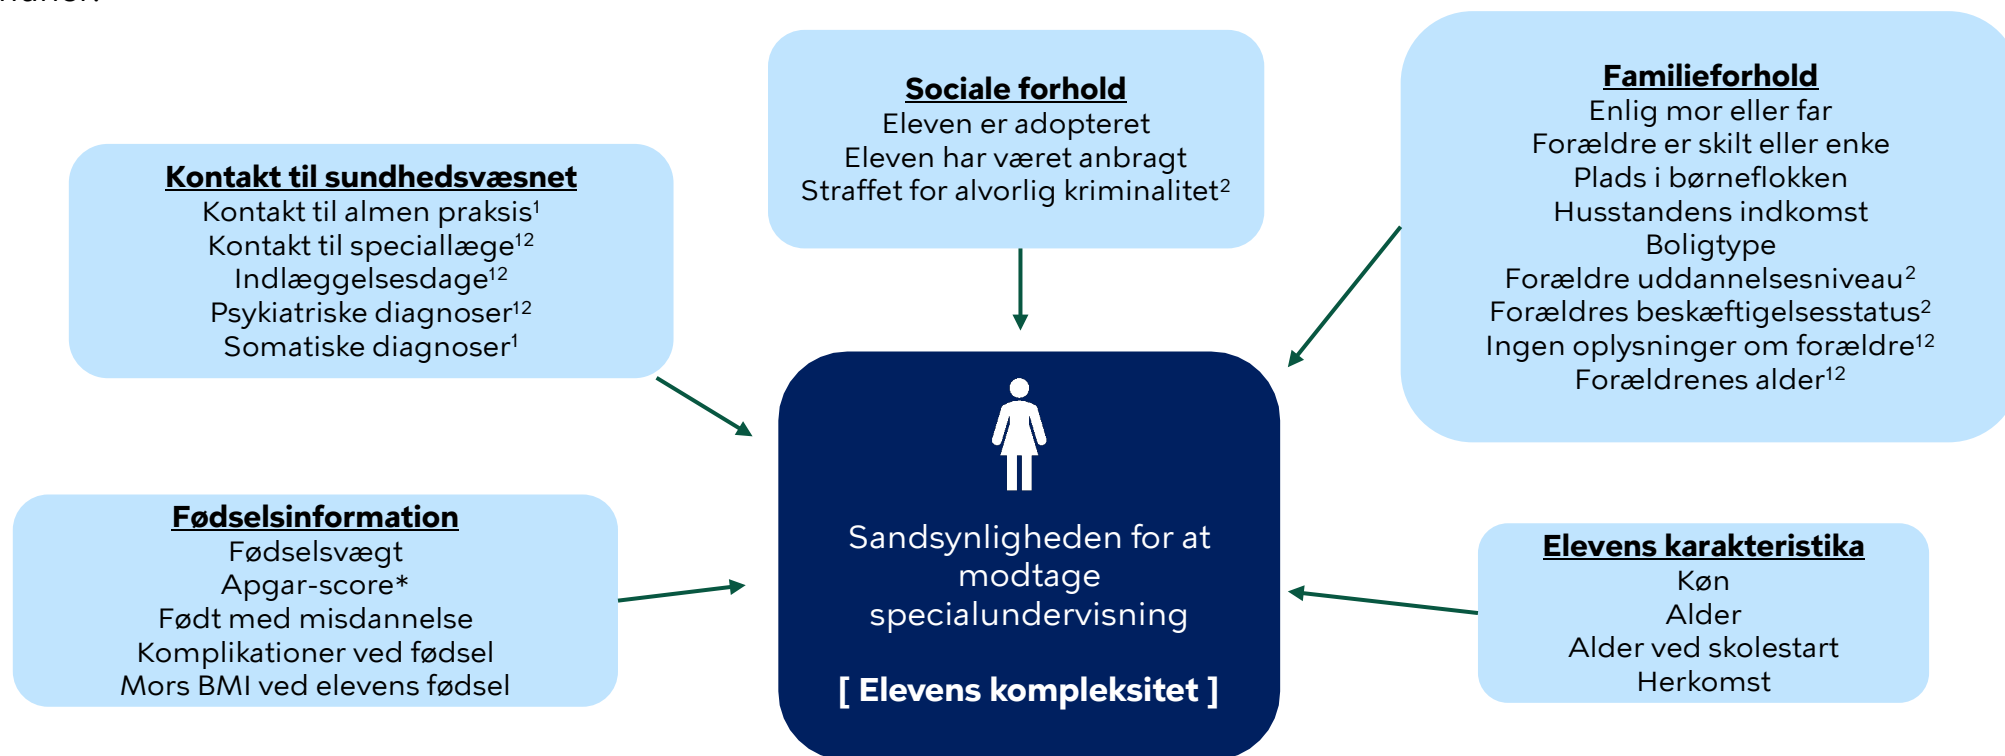 Sociale forhold
Eleven er adopteret
Eleven har været anbragt
Straffet for alvorlig kriminalitet²
Familieforhold
Enlig mor eller far
Forældre er skilt eller enke
Plads i børneflokken
Husstandens indkomst
Boligtype
Forældre uddannelsesniveau²
Forældres beskæftigelsesstatus²
Ingen oplysninger om forældre¹²
Forældrenes alder¹²
Kontakt til sundhedsvæsnet
Kontakt til almen praksis¹
Kontakt til speciallæge¹²
Indlæggelsesdage¹²
Psykiatriske diagnoser¹²
Somatiske diagnoser¹
Sandsynligheden for at
modtage
specialundervisning
[ Elevens kompleksitet ]
Fødselsinformation
Fødselsvægt
Apgar-score*
Født med misdannelse
Komplikationer ved fødsel
Mors BMI ved elevens fødsel
Elevens karakteristika
Køn
Alder
Alder ved skolestart
Herkomst